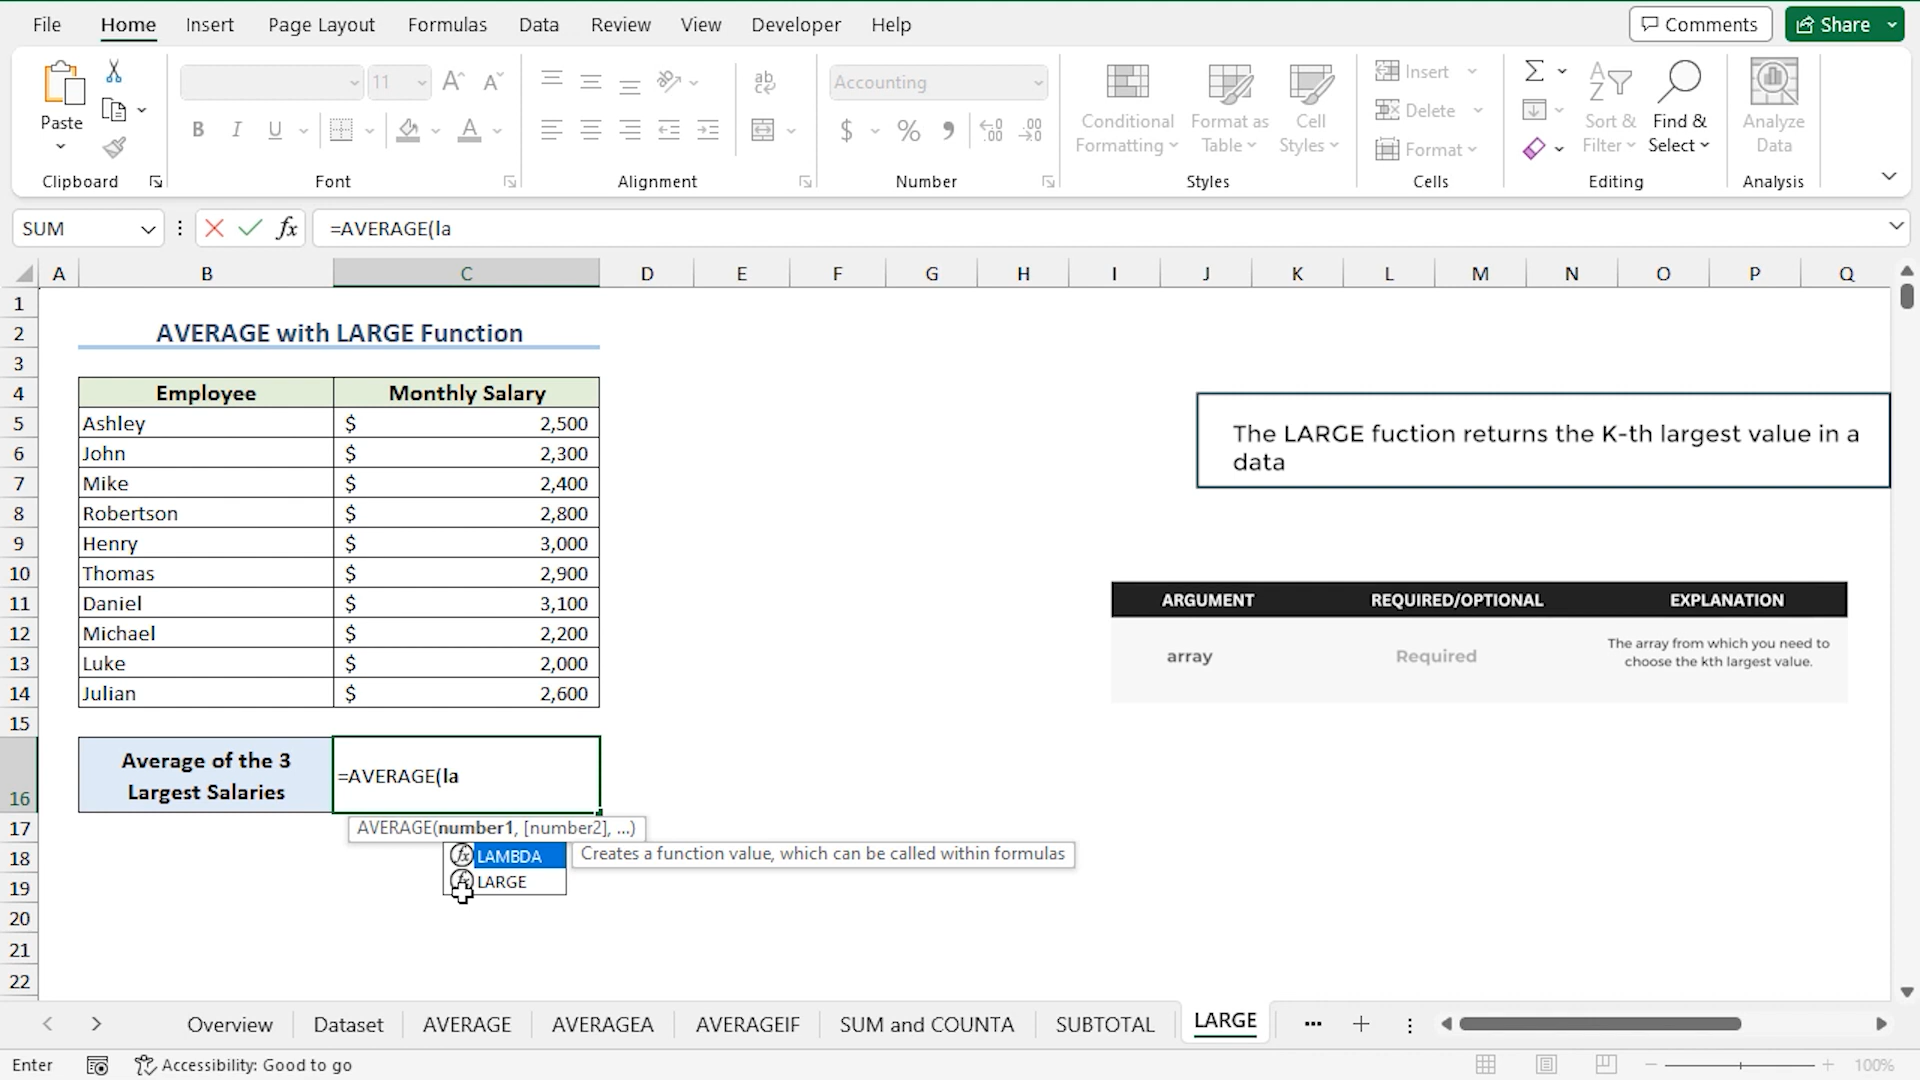 File Home Insert Page Layout Formulas Data Review View Developer Help Comments Share
11 Accounting Insert
Paste Delete
Conditional Formatting Format as Table Cell Styles Format Sort & Filter Find & Select Analyze Data
Clipboard Font Alignment Number Styles Cells Editing Analysis
SUM fx =AVERAGE(la
A B C D E F G H I J K L M N O P Q
1
2 AVERAGE with LARGE Function
3
4 Employee Monthly Salary
5 Ashley $ 2,500
6 John $ 2,300
7 Mike $ 2,400
8 Robertson $ 2,800
9 Henry $ 3,000
10 Thomas $ 2,900
11 Daniel $ 3,100
12 Michael $ 2,200
13 Luke $ 2,000
14 Julian $ 2,600
15
16 Average of the 3
Largest Salaries
=AVERAGE(la
17 AVERAGE(number1, [number2], ...)
18 LAMBDA Creates a function value, which can be called within formulas
19 LARGE
20
21
22
The LARGE fuction returns the K-th largest value in a
data
ARGUMENT REQUIRED/OPTIONAL EXPLANATION
array Required The array from which you need to
choose the kth largest value.
Overview Dataset AVERAGE AVERAGEA AVERAGEIF SUM and COUNTA SUBTOTAL LARGE ...
Enter Accessibility: Good to go 100%